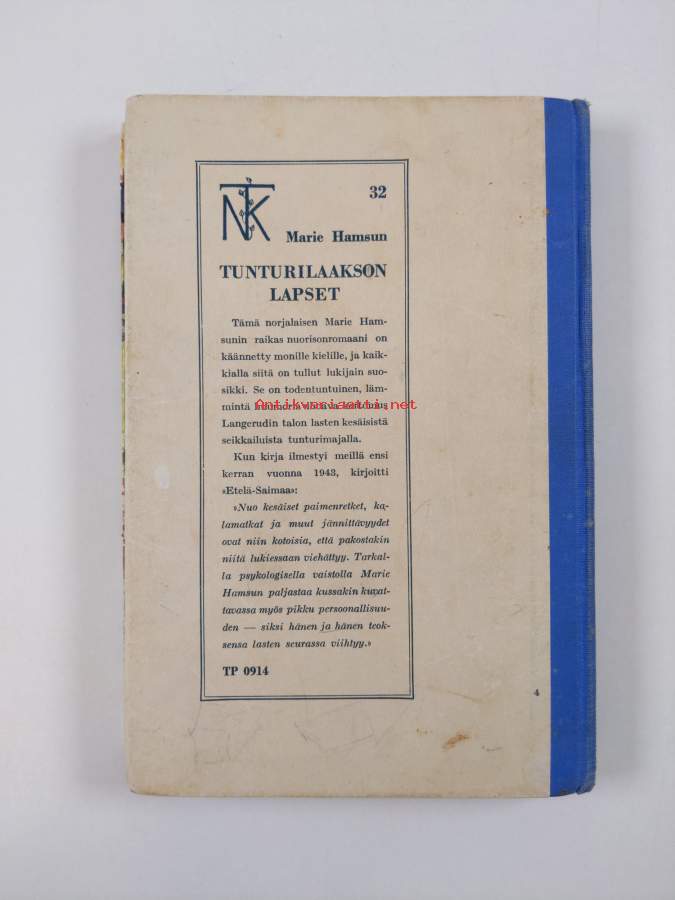 NTK
32
Marie Hamsun
TUNTURILAAKSON
LAPSET
Tämä norjalaisen Marie Ham-
sunin raikas nuorisonromaani on
käännetty monille kielille, ja kaik-
kialla siitä on tullut lukijain suo-
sikki. Se on todentuntuinen, läm-
mintä
Antikvariaatti.net
Langerudin talon lasten kesäisistä
seikkailuista tunturimajalla.
Kun kirja ilmestyi meillä ensi
kerran vuonna 1943, kirjoitti
»Etelä-Saimaa»:
»Nuo kesäiset paimenretket, ka-
lamatkat ja muut jännittävyydet
ovat niin kotoisia, että pakostakin
niitä lukiessaan viehättyy. Tarkal-
la psykologisella vaistolla Marie
Hamsun paljastaa kussakin kuvat-
tavassa myös pikku persoonallisuu-
den — siksi hänen ja hänen teok-
sensa lasten seurassa viihtyy.»
TP 0914
4